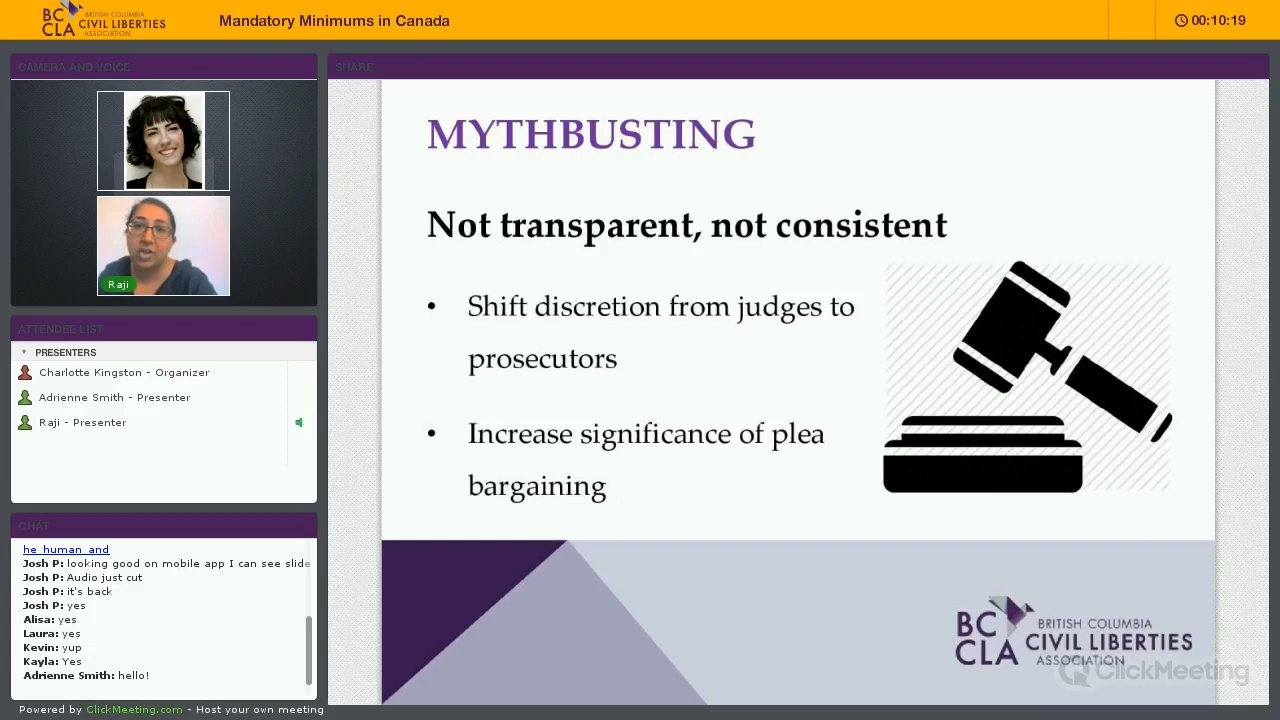 BC
CLA
BRITISH COLUMBIA
CIVIL LIBERTIES
ASSOCIATION
Mandatory Minimums in Canada
00:10:19
CAMERA AND VOICE
Raji
ATTENDEE LIST
PRESENTERS
Charlotte Kingston - Organizer
Adrienne Smith - Presenter
Raji - Presenter
CHAT
he_human_and
Josh P: looking good on mobile app I can see slide
Josh P: Audio just cut
Josh P: it's back
Josh P: yes
Alisa: yes
Laura: yes
Kevin: yup
Kayla: Yes
Adrienne Smith: hello!
Powered by ClickMeeting.com - Host your own meeting
SHARE
MYTHBUSTING
Not transparent, not consistent
• Shift discretion from judges to
prosecutors
• Increase significance of plea
bargaining
BC
CLA
BRITISH COLUMBIA
CIVIL LIBERTIES
ASSOCIATION
ClickMeeting